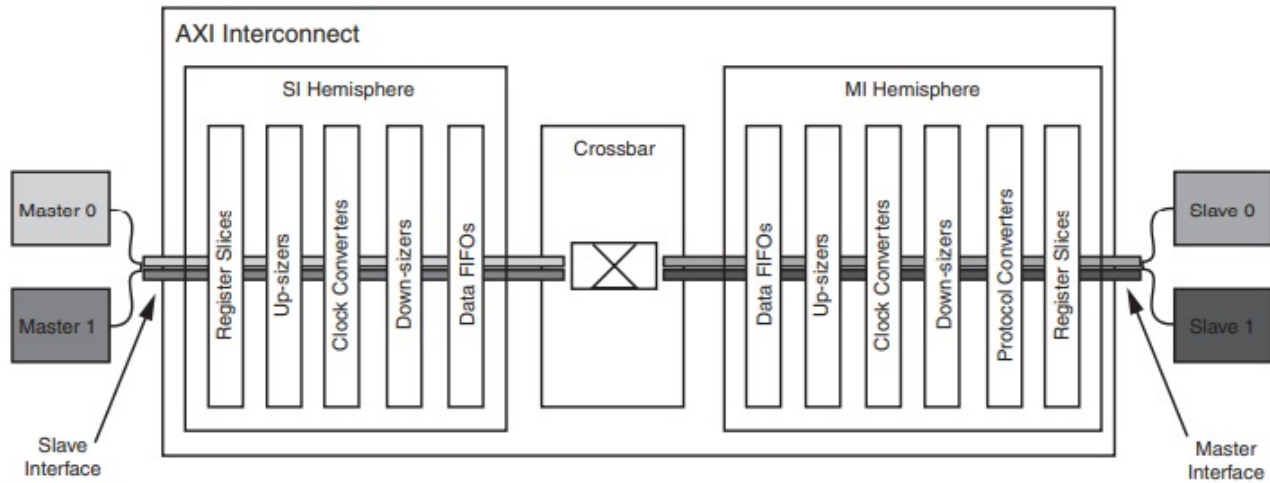 AXI Interconnect
SI Hemisphere
MI Hemisphere
Crossbar
Master 0
Master 1
Register Slices
Up-sizers
Clock Converters
Down-sizers
Data FIFOs
Data FIFOs
Up-sizers
Clock Converters
Down-sizers
Protocol Converters
Register Slices
Slave 0
Slave 1
Slave
Interface
Master
Interface